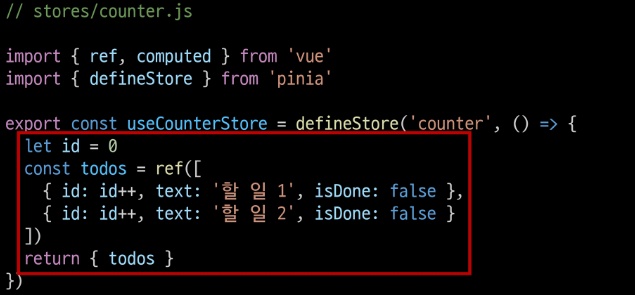 // stores/counter.js

import { ref, computed } from 'vue'
import { defineStore } from 'pinia'

export const useCounterStore = defineStore('counter', () => {
  let id = 0
  const todos = ref([
    { id: id++, text: '할 일 1', isDone: false },
    { id: id++, text: '할 일 2', isDone: false }
  ])
  return { todos }
})